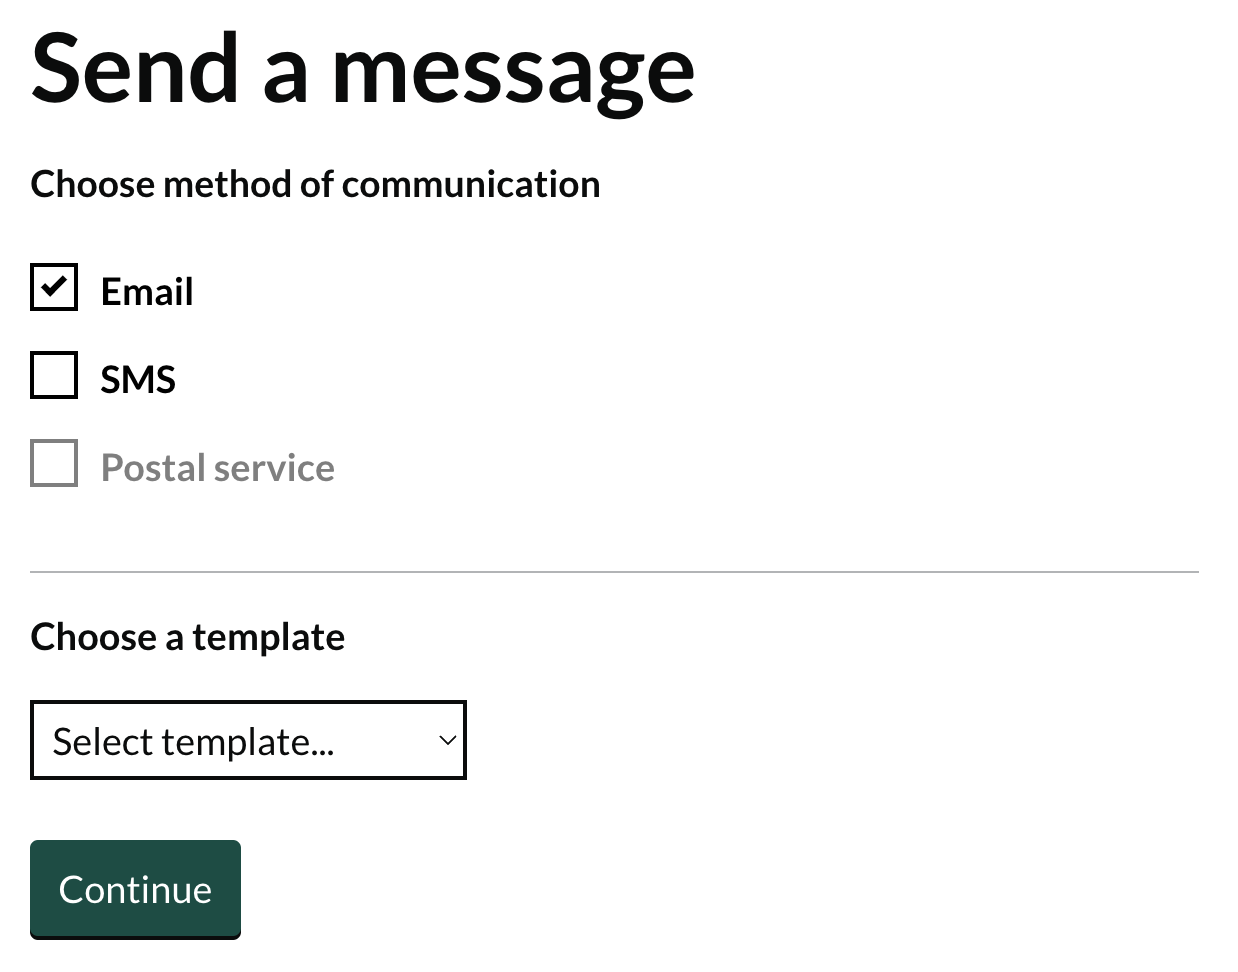 Send a message
Choose method of communication
Email
SMS
Postal service
Choose a template
Select template...
Continue